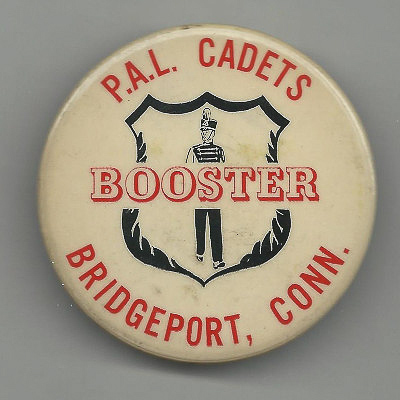 P.A.L. CADETS
BOOSTER
BRIDGEPORT, CONN.